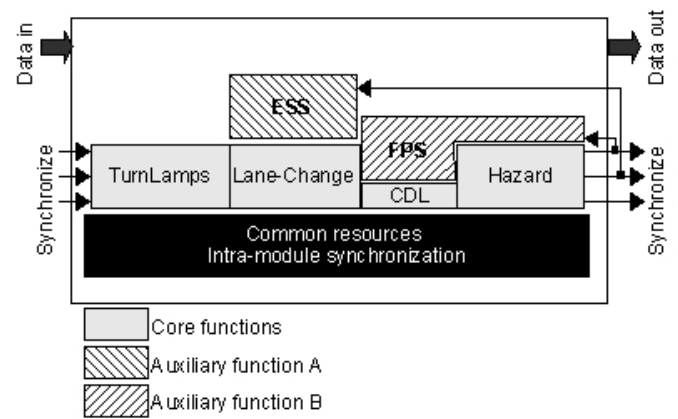 Data in
Data out
ESS
FPS
Synchronize
TurnLamps
Lane-Change
CDL
Hazard
Synchronize
Common resources
Intra-module synchronization
Core functions
Auxiliary function A
Auxiliary function B